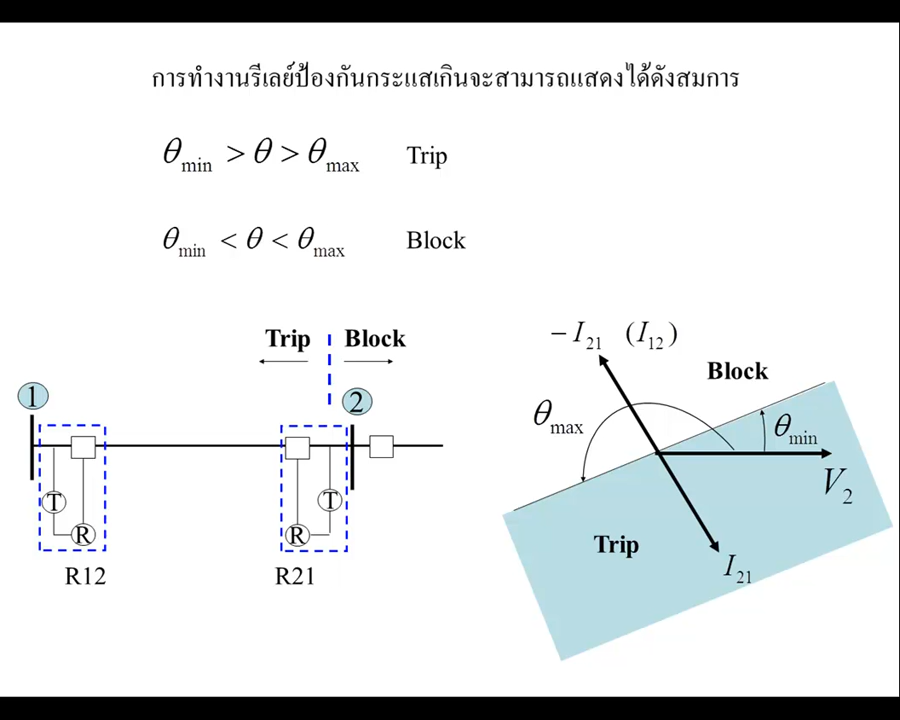 การทำงานรีเลย์ป้องกันกระแสเกินจะสามารถแสดงได้ดังสมการ
θmin > θ > θmax Trip
θmin < θ < θmax Block
Trip Block
1
2
T
R
T
R
R12
R21
−I21 (I12)
Block
θmax
θmin
V2
Trip
I21